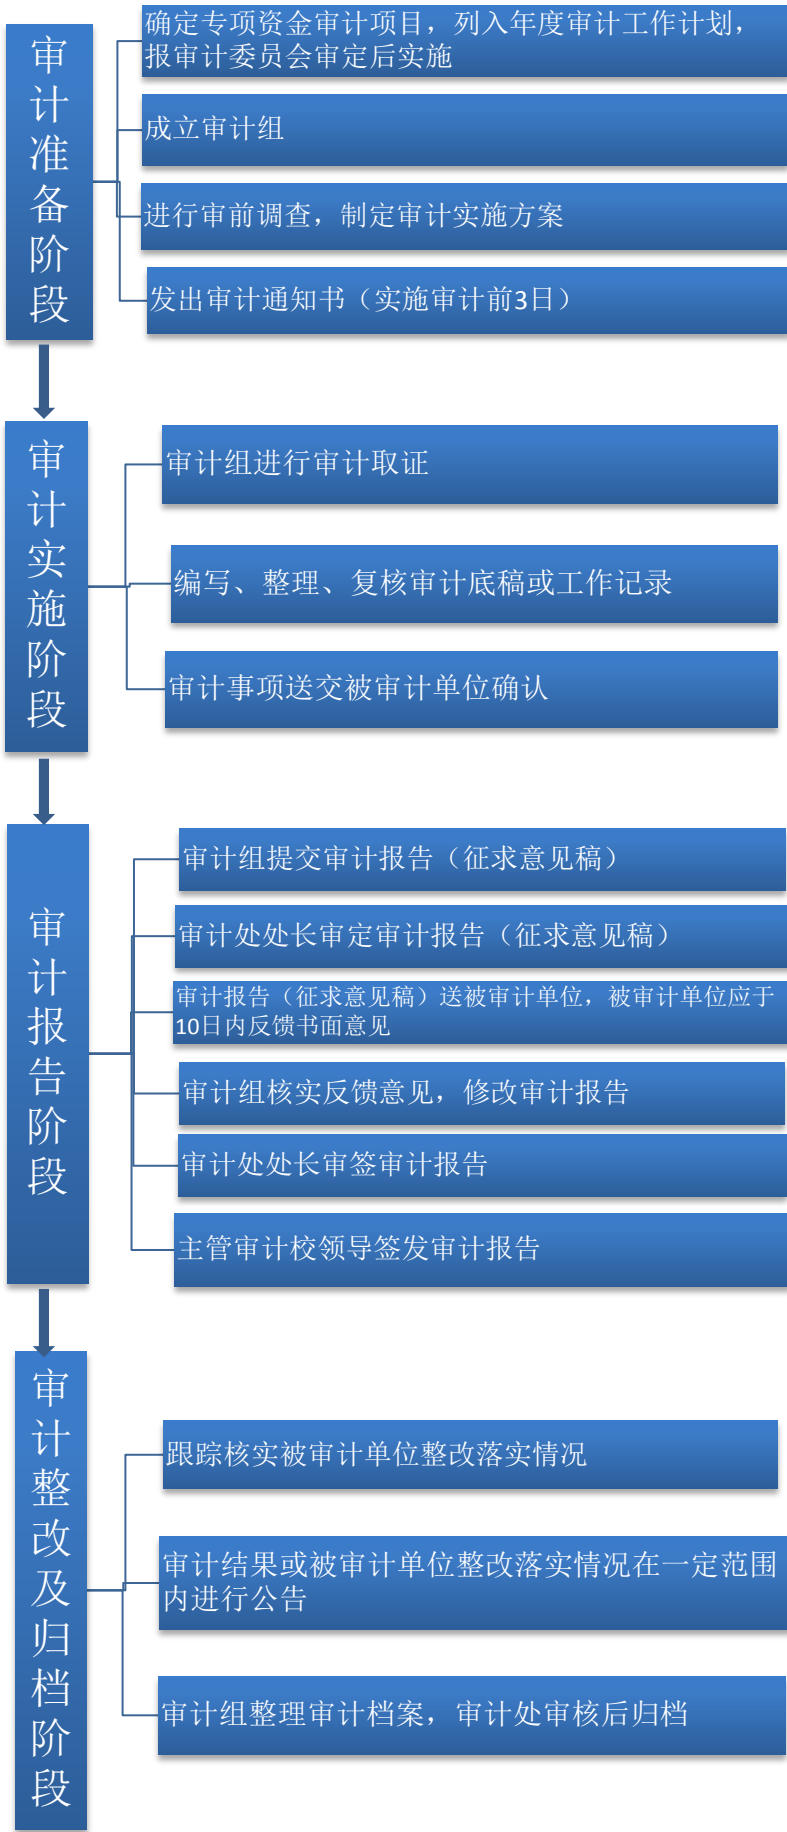 审计准备阶段
确定专项资金审计项目，列入年度审计工作计划，
报审计委员会审定后实施
成立审计组
进行审前调查，制定审计实施方案
发出审计通知书（实施审计前3日）
审计实施阶段
审计组进行审计取证
编写、整理、复核审计底稿或工作记录
审计事项送交被审计单位确认
审计报告阶段
审计组提交审计报告（征求意见稿）
审计处处长审定审计报告（征求意见稿）
审计报告（征求意见稿）送被审计单位，被审计单位应于
10日内反馈书面意见
审计组核实反馈意见，修改审计报告
审计处处长审签审计报告
主管审计校领导签发审计报告
审计整改及归档阶段
跟踪核实被审计单位整改落实情况
审计结果或被审计单位整改落实情况在一定范围
内进行公告
审计组整理审计档案，审计处审核后归档